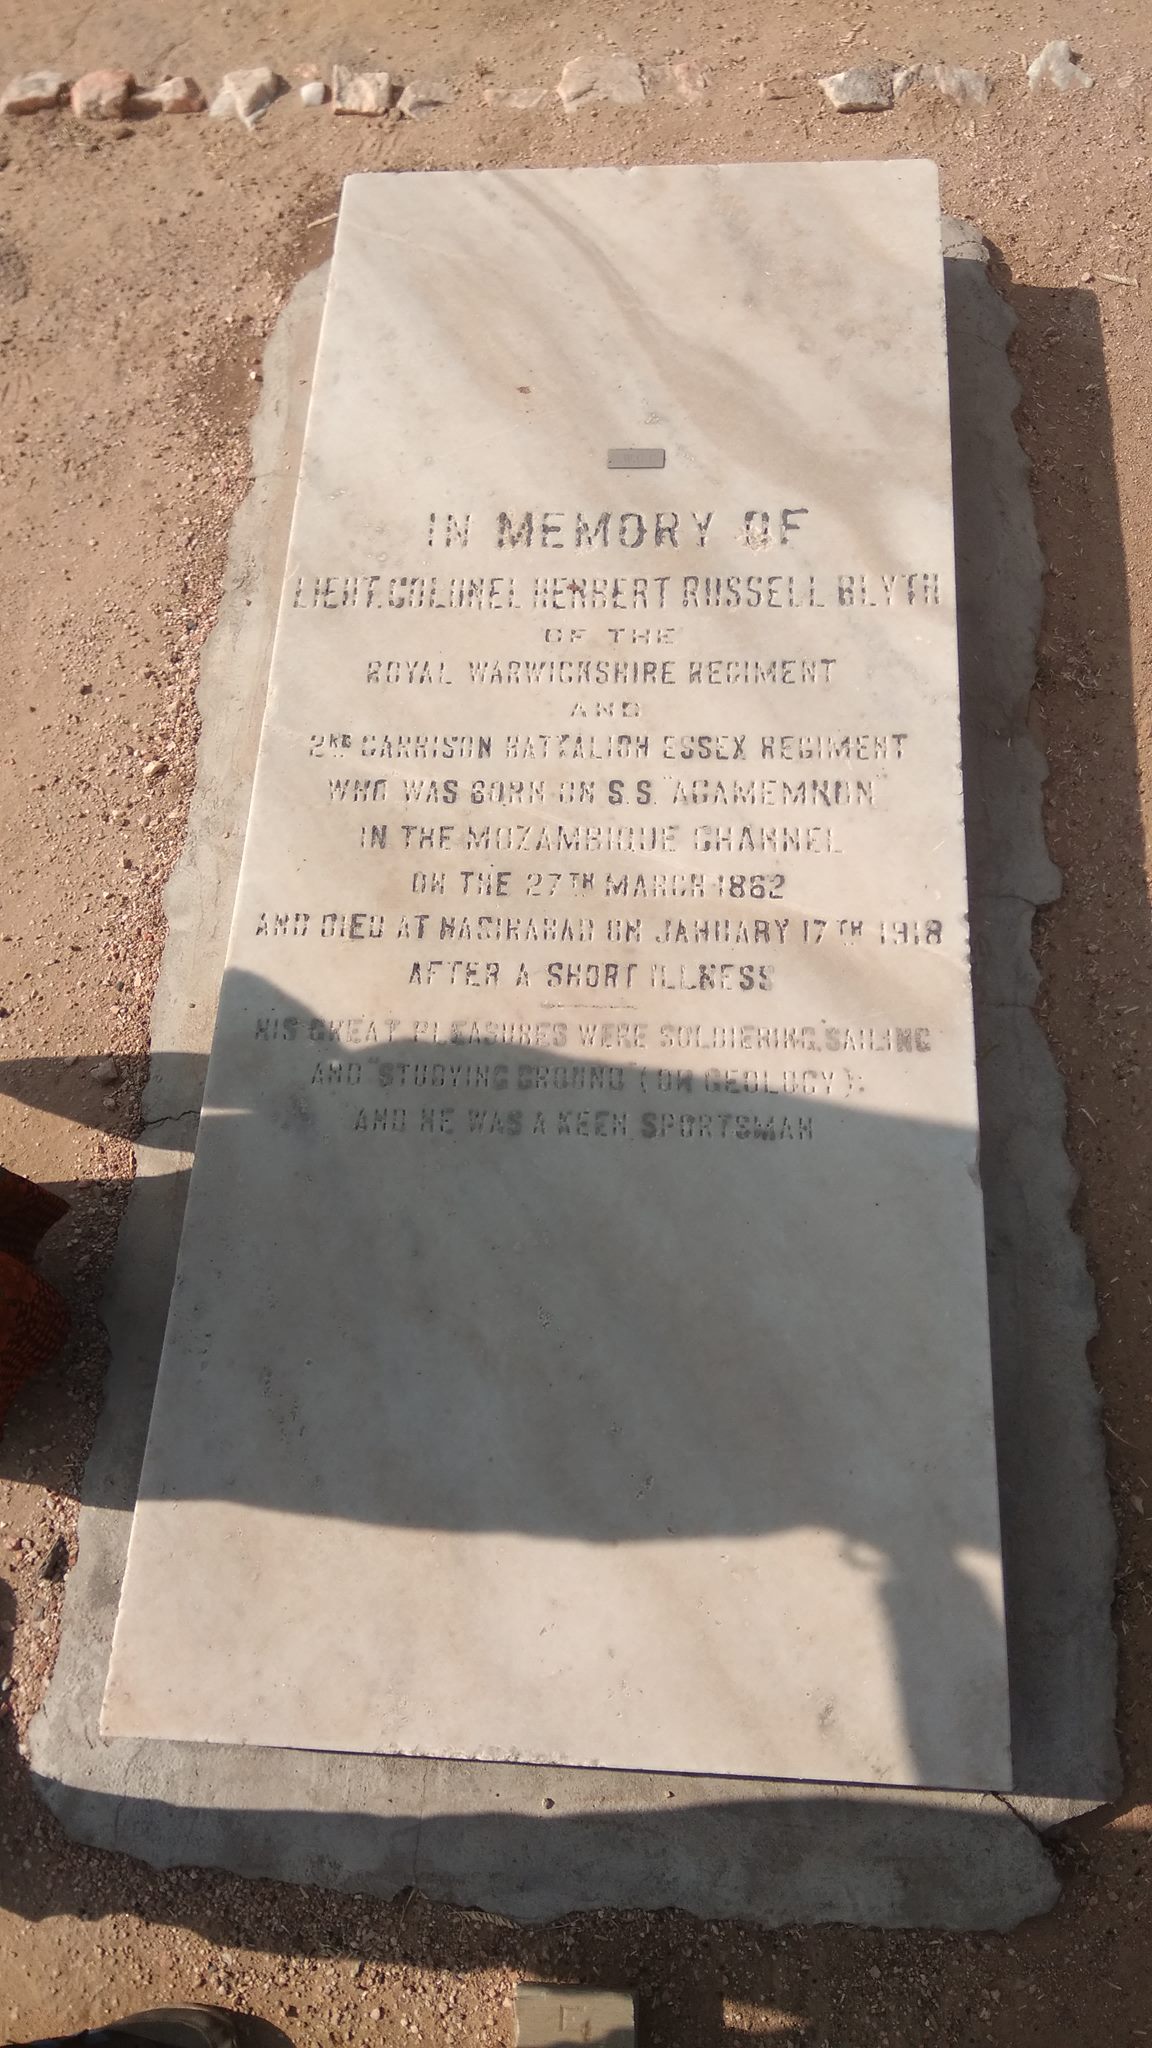 IN MEMORY OF
LIEUT. COLONEL HERBERT RUSSELL BLYTH
OF THE
ROYAL WARWICKSHIRE REGIMENT
AND
2ND GARRISON BATTALION ESSEX REGIMENT
WHO WAS BORN ON S.S. "AGAMEMNON"
IN THE MOZAMBIQUE CHANNEL
ON THE 27TH MARCH 1862
AND DIED AT NASIRABAD ON JANUARY 17TH 1918
AFTER A SHORT ILLNESS
HIS GREAT PLEASURES WERE SOLDIERING, SAILING
AND "STUDYING GROUND" (ON GEOLOGY):
AND HE WAS A KEEN SPORTSMAN